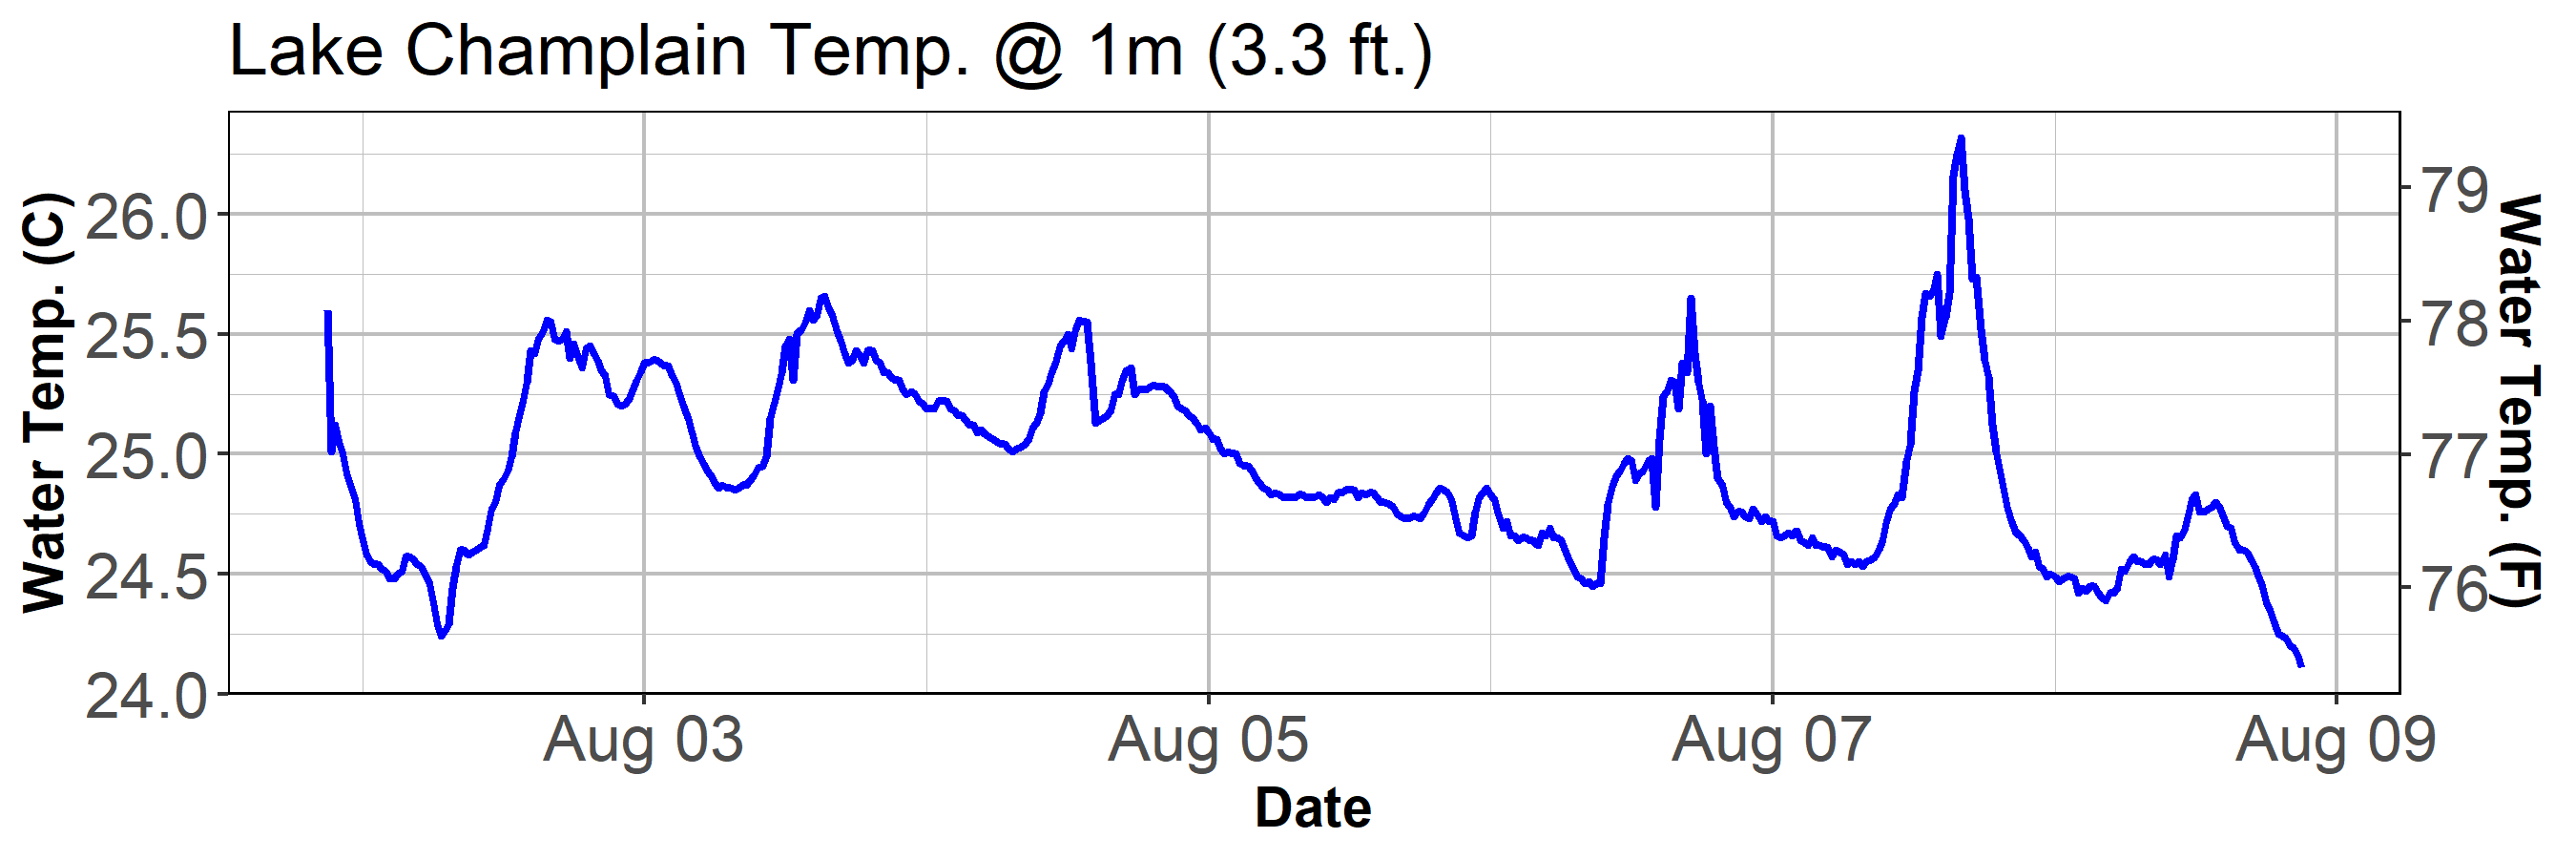 Lake Champlain Temp. @ 1m (3.3 ft.)
Water Temp. (C)
26.0
25.5
25.0
24.5
24.0
79
78
77
76
Water Temp. (F)
Aug 03
Aug 05
Aug 07
Aug 09
Date